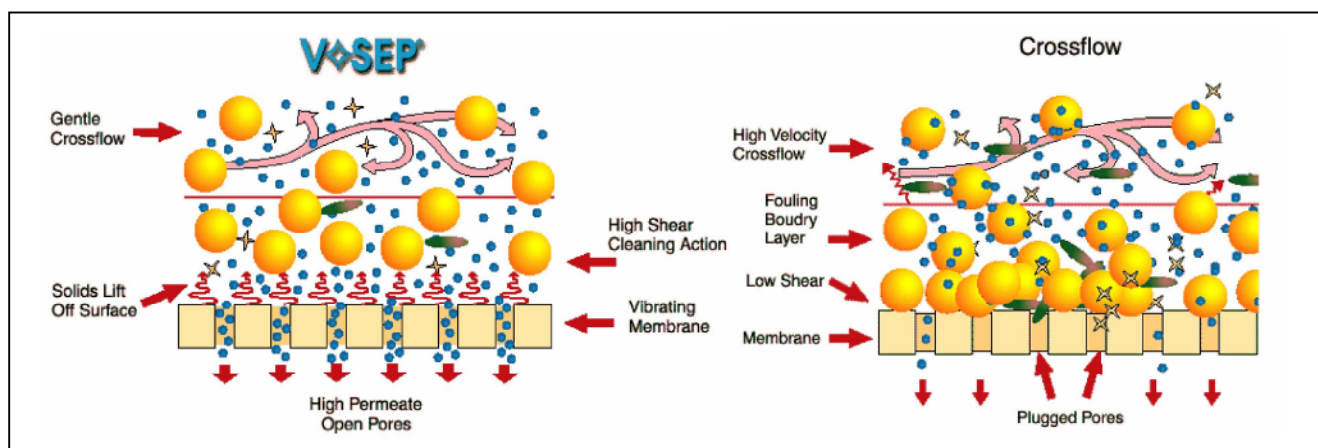 VSEP®
Gentle
Crossflow
Solids Lift
Off Surface
High Shear
Cleaning Action
Vibrating
Membrane
High Permeate
Open Pores
Crossflow
High Velocity
Crossflow
Fouling
Boudry
Layer
Low Shear
Membrane
Plugged Pores